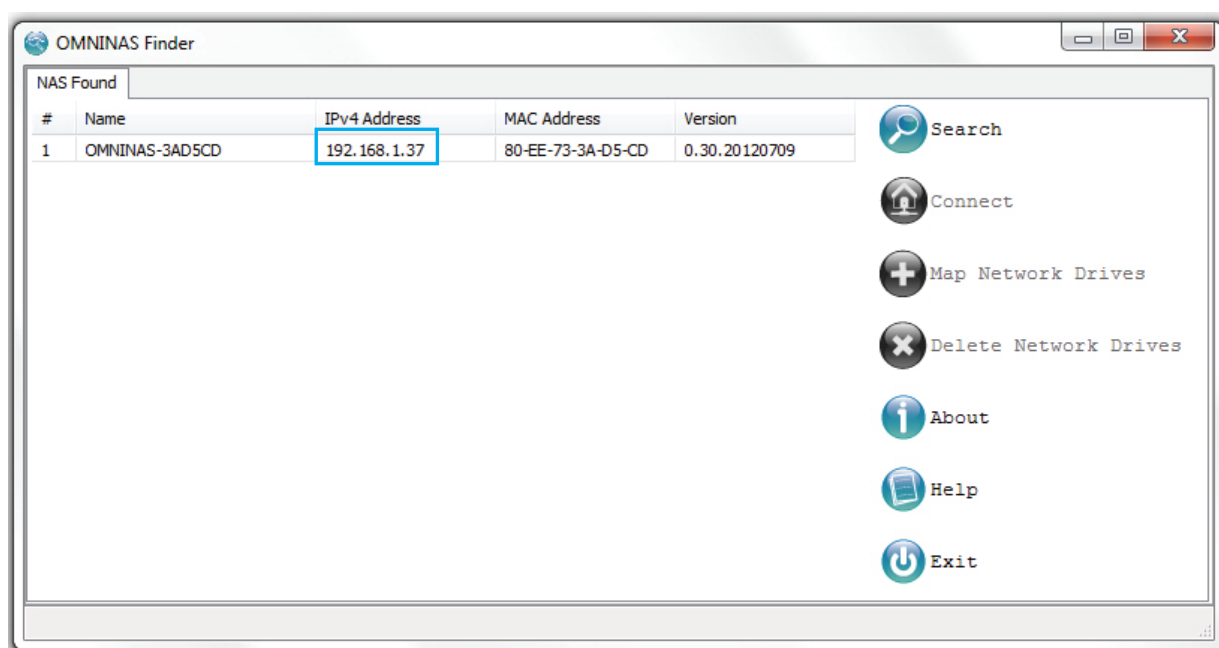 OMNINAS Finder
NAS Found
# Name IPv4 Address MAC Address Version
1 OMNINAS-3AD5CD 192.168.1.37 80-EE-73-3A-D5-CD 0.30.20120709
Search
Connect
Map Network Drives
Delete Network Drives
About
Help
Exit